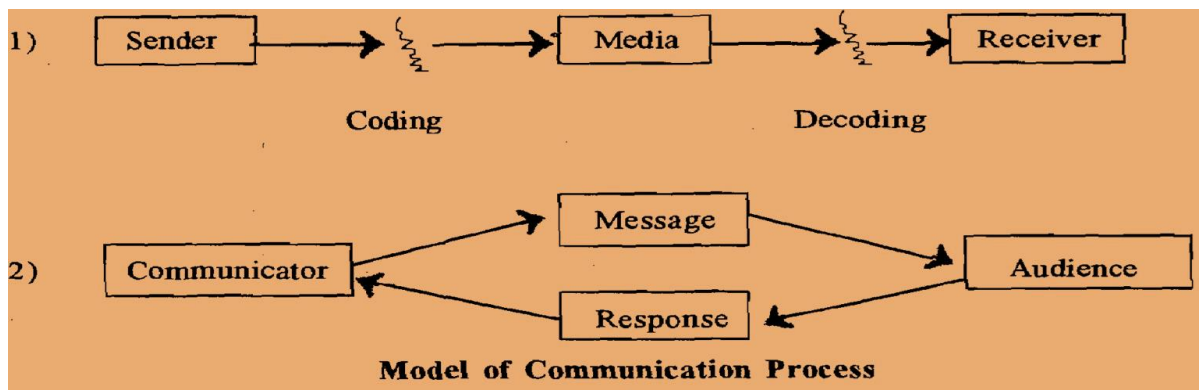 1) Sender Media Receiver
Coding Decoding
Message
2) Communicator Audience
Response
Model of Communication Process